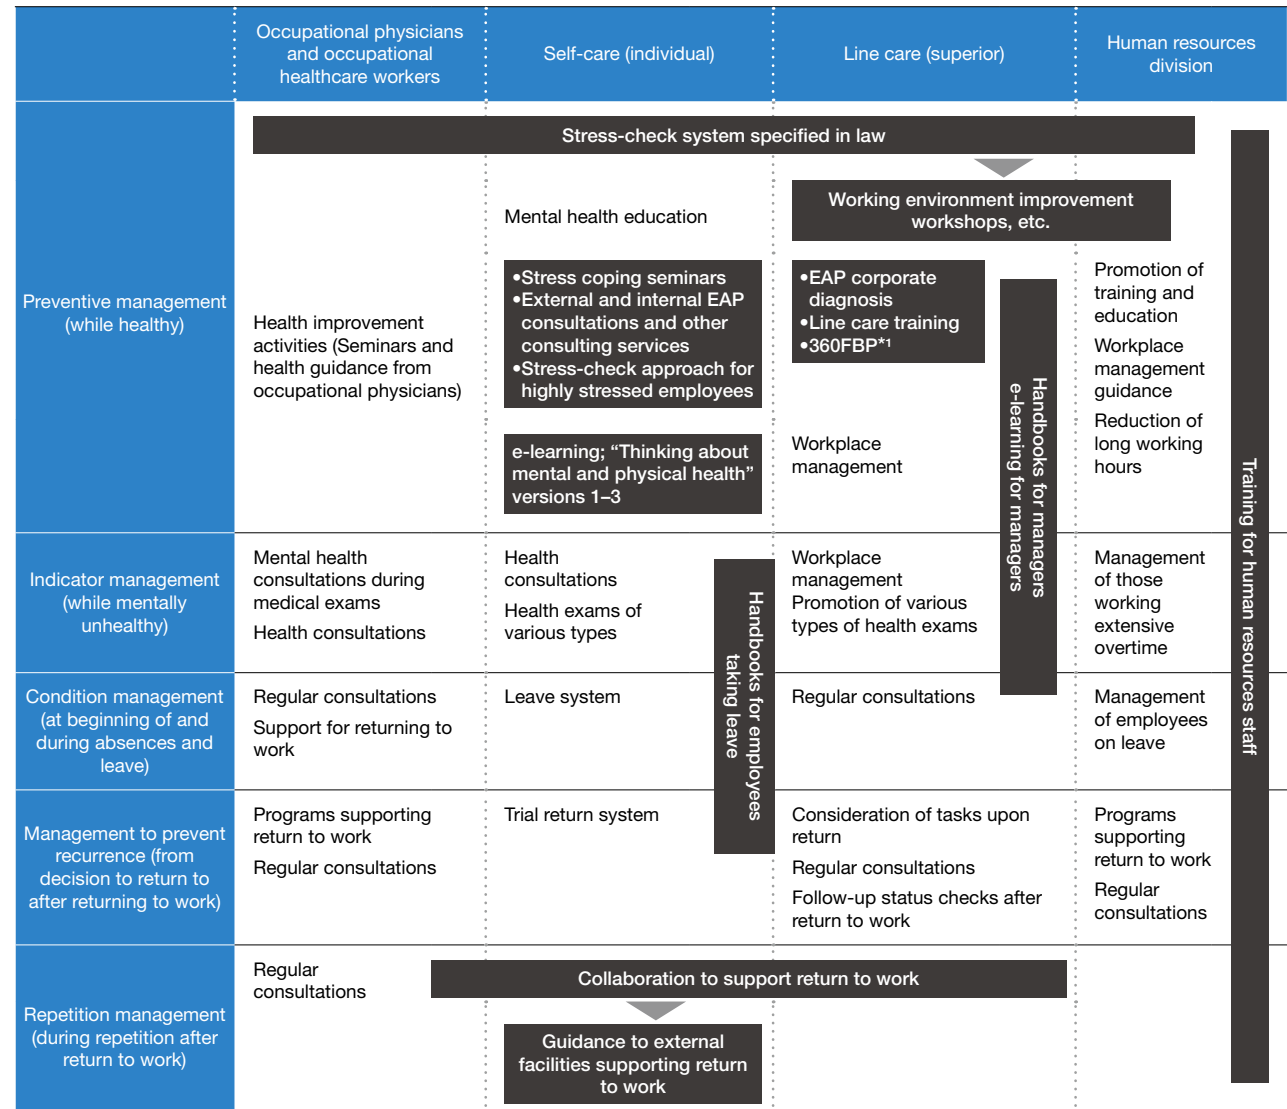 Occupational physicians
and occupational
healthcare workers
Self-care (individual)
Line care (superior)
Human resources
division
Preventive management
(while healthy)
Stress-check system specified in law
Working environment improvement
workshops, etc.
Health improvement
activities (Seminars and
health guidance from
occupational physicians)
Mental health education
•Stress coping seminars
•External and internal EAP
consultations and other
consulting services
•Stress-check approach for
highly stressed employees
e-learning; “Thinking about
mental and physical health”
versions 1–3
•EAP corporate
diagnosis
•Line care training
•360FBP*1
Workplace
management
Handbooks for managers
e-learning for managers
Promotion of
training and
education
Workplace
management
guidance
Reduction of
long working
hours
Training for human resources staff
Indicator management
(while mentally
unhealthy)
Mental health
consultations during
medical exams
Health consultations
Health
consultations
Health exams of
various types
Handbooks for employees
taking leave
Workplace
management
Promotion of various
types of health exams
Management
of those
working
extensive
overtime
Condition management
(at beginning of and
during absences and
leave)
Regular consultations
Support for returning to
work
Leave system
Regular consultations
Management
of employees
on leave
Management to prevent
recurrence (from
decision to return to
after returning to work)
Programs supporting
return to work
Regular consultations
Trial return system
Consideration of tasks upon
return
Regular consultations
Follow-up status checks after
return to work
Programs
supporting
return to work
Regular
consultations
Repetition management
(during repetition after
return to work)
Regular
consultations
Collaboration to support return to work
Guidance to external
facilities supporting return
to work